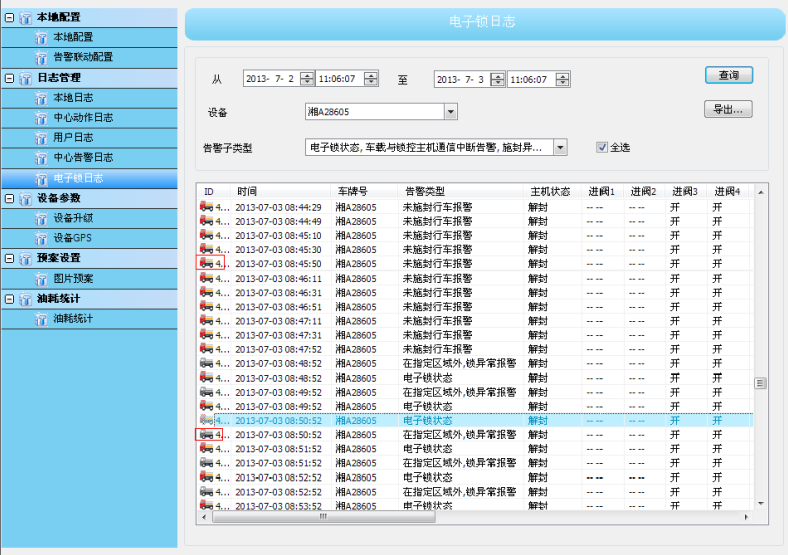 本地配置
本地配置
告警联动配置
日志管理
本地日志
中心动作日志
用户日志
中心告警日志
电子锁日志
设备参数
设备升级
设备GPS
预案设置
图片预案
油耗统计
油耗统计
电子锁日志
从 2013- 7- 2 11:06:07 至 2013- 7- 3 11:06:07 查询
设备 湘A28605 导出...
告警子类型 电子锁状态, 车载与锁控主机通信中断告警, 施封异... 全选
ID 时间 车牌号 告警类型 主机状态 进阀1 进阀2 进阀3 进阀4
4... 2013-07-03 08:44:29 湘A28605 未施封行车报警 解封 -- -- -- -- 开 开
4... 2013-07-03 08:44:49 湘A28605 未施封行车报警 解封 -- -- -- -- 开 开
4... 2013-07-03 08:45:10 湘A28605 未施封行车报警 解封 -- -- -- -- 开 开
4... 2013-07-03 08:45:30 湘A28605 未施封行车报警 解封 -- -- -- -- 开 开
4... 2013-07-03 08:45:50 湘A28605 未施封行车报警 解封 -- -- -- -- 开 开
4... 2013-07-03 08:46:11 湘A28605 未施封行车报警 解封 -- -- -- -- 开 开
4... 2013-07-03 08:46:31 湘A28605 未施封行车报警 解封 -- -- -- -- 开 开
4... 2013-07-03 08:46:51 湘A28605 未施封行车报警 解封 -- -- -- -- 开 开
4... 2013-07-03 08:47:11 湘A28605 未施封行车报警 解封 -- -- -- -- 开 开
4... 2013-07-03 08:47:31 湘A28605 未施封行车报警 解封 -- -- -- -- 开 开
4... 2013-07-03 08:47:52 湘A28605 未施封行车报警 解封 -- -- -- -- 开 开
4... 2013-07-03 08:48:52 湘A28605 在指定区域外,锁异常报警 解封 -- -- -- -- 开 开
4... 2013-07-03 08:48:52 湘A28605 电子锁状态 解封 -- -- -- -- 开 开
4... 2013-07-03 08:49:52 湘A28605 在指定区域外,锁异常报警 解封 -- -- -- -- 开 开
4... 2013-07-03 08:49:52 湘A28605 电子锁状态 解封 -- -- -- -- 开 开
4... 2013-07-03 08:50:52 湘A28605 电子锁状态 解封 -- -- -- -- 开 开
4... 2013-07-03 08:50:52 湘A28605 在指定区域外,锁异常报警 解封 -- -- -- -- 开 开
4... 2013-07-03 08:51:52 湘A28605 电子锁状态 解封 -- -- -- -- 开 开
4... 2013-07-03 08:51:52 湘A28605 在指定区域外,锁异常报警 解封 -- -- -- -- 开 开
4... 2013-07-03 08:52:52 湘A28605 电子锁状态 解封 -- -- -- -- 开 开
4... 2013-07-03 08:52:52 湘A28605 在指定区域外,锁异常报警 解封 -- -- -- -- 开 开
4... 2013-07-03 08:53:52 湘A28605 电子锁状态 解封 -- -- -- -- 开 开